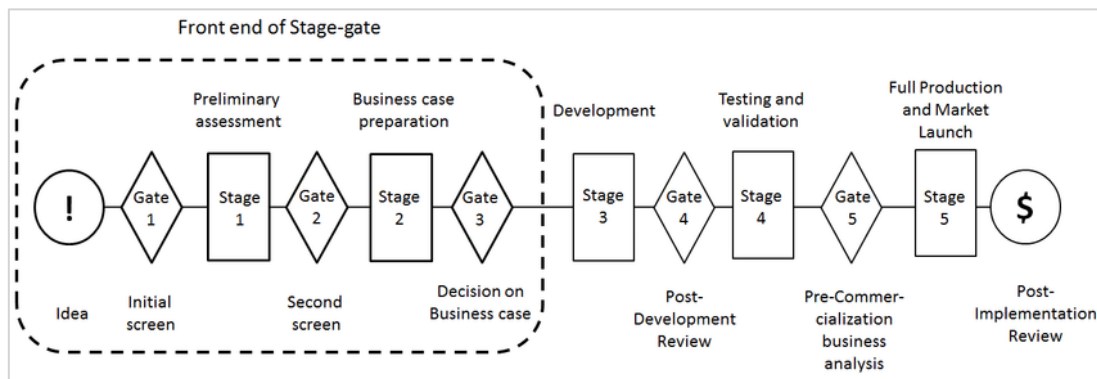 Front end of Stage-gate
Preliminary
assessment
Business case
preparation
Development
Testing and
validation
Full Production
and Market
Launch
!
Gate
1
Stage
1
Gate
2
Stage
2
Gate
3
Stage
3
Gate
4
Stage
4
Gate
5
Stage
5
$
Idea
Initial
screen
Second
screen
Decision on
Business case
Post-
Development
Review
Pre-Commer-
cialization
business
analysis
Post-
Implementation
Review